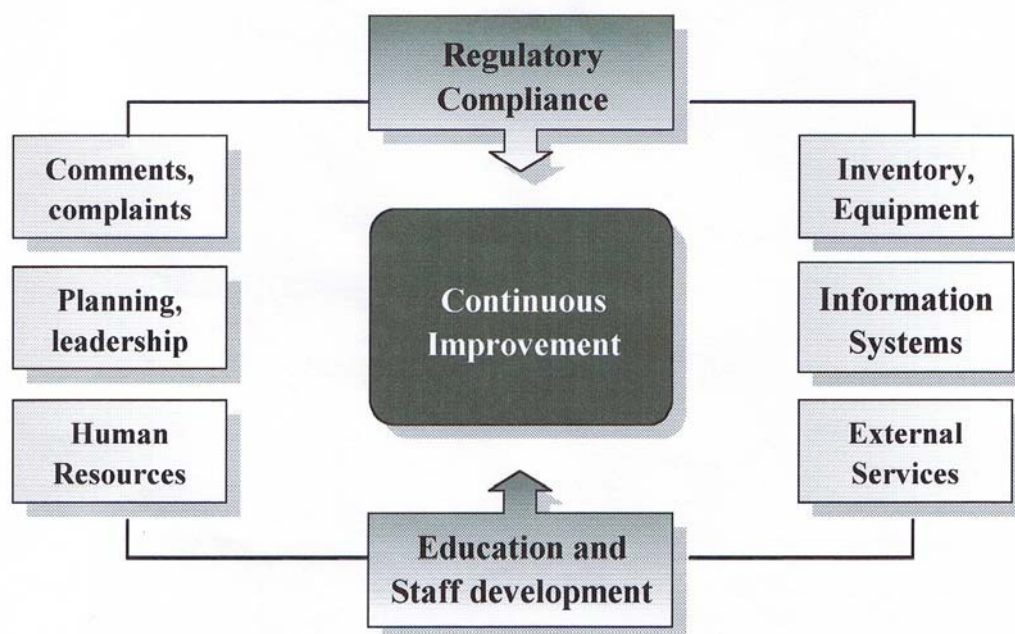 Regulatory
Compliance
Comments,
complaints
Inventory,
Equipment
Planning,
leadership
Continuous
Improvement
Information
Systems
Human
Resources
External
Services
Education and
Staff development